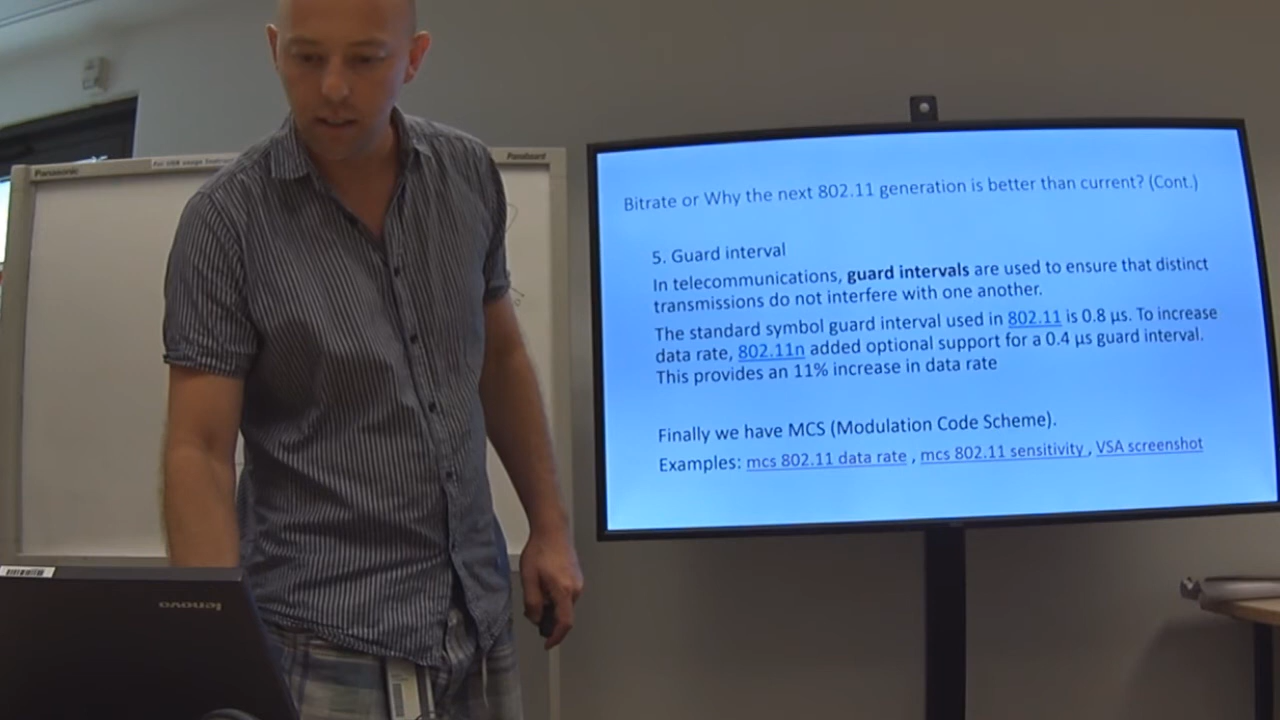 Panasonic
Panaboard
Bitrate or Why the next 802.11 generation is better than current? (Cont.)
5. Guard interval
In telecommunications, guard intervals are used to ensure that distinct
transmissions do not interfere with one another.
The standard symbol guard interval used in 802.11 is 0.8 μs. To increase
data rate, 802.11n added optional support for a 0.4 μs guard interval.
This provides an 11% increase in data rate
Finally we have MCS (Modulation Code Scheme).
Examples: mcs 802.11 data rate , mcs 802.11 sensitivity , VSA screenshot
lenovo